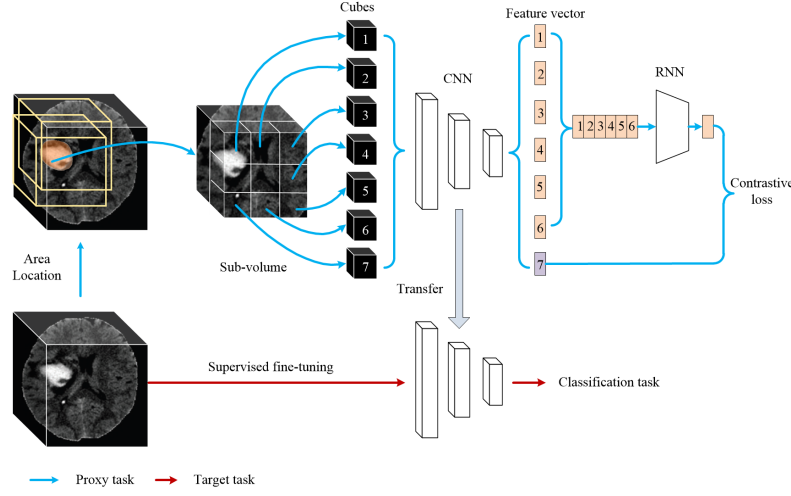 Cubes
Feature vector
1
2
3
4
5
6
7
CNN
1
2
3
4
5
6
7
1 2 3 4 5 6
RNN
Contrastive
loss
Sub-volume
Area
Location
Transfer
Supervised fine-tuning
Classification task
Proxy task
Target task